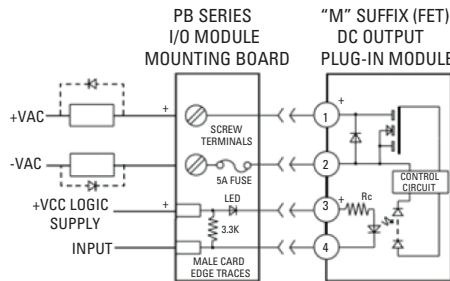 PB SERIES
I/O MODULE
MOUNTING BOARD
“M” SUFFIX (FET)
DC OUTPUT
PLUG-IN MODULE
+VAC
+
SCREW
TERMINALS
1
+
-VAC
5A FUSE
2
CONTROL
CIRCUIT
+VCC LOGIC
SUPPLY
+
LED
3
+
Rc
3.3K
INPUT
4
MALE CARD
EDGE TRACES